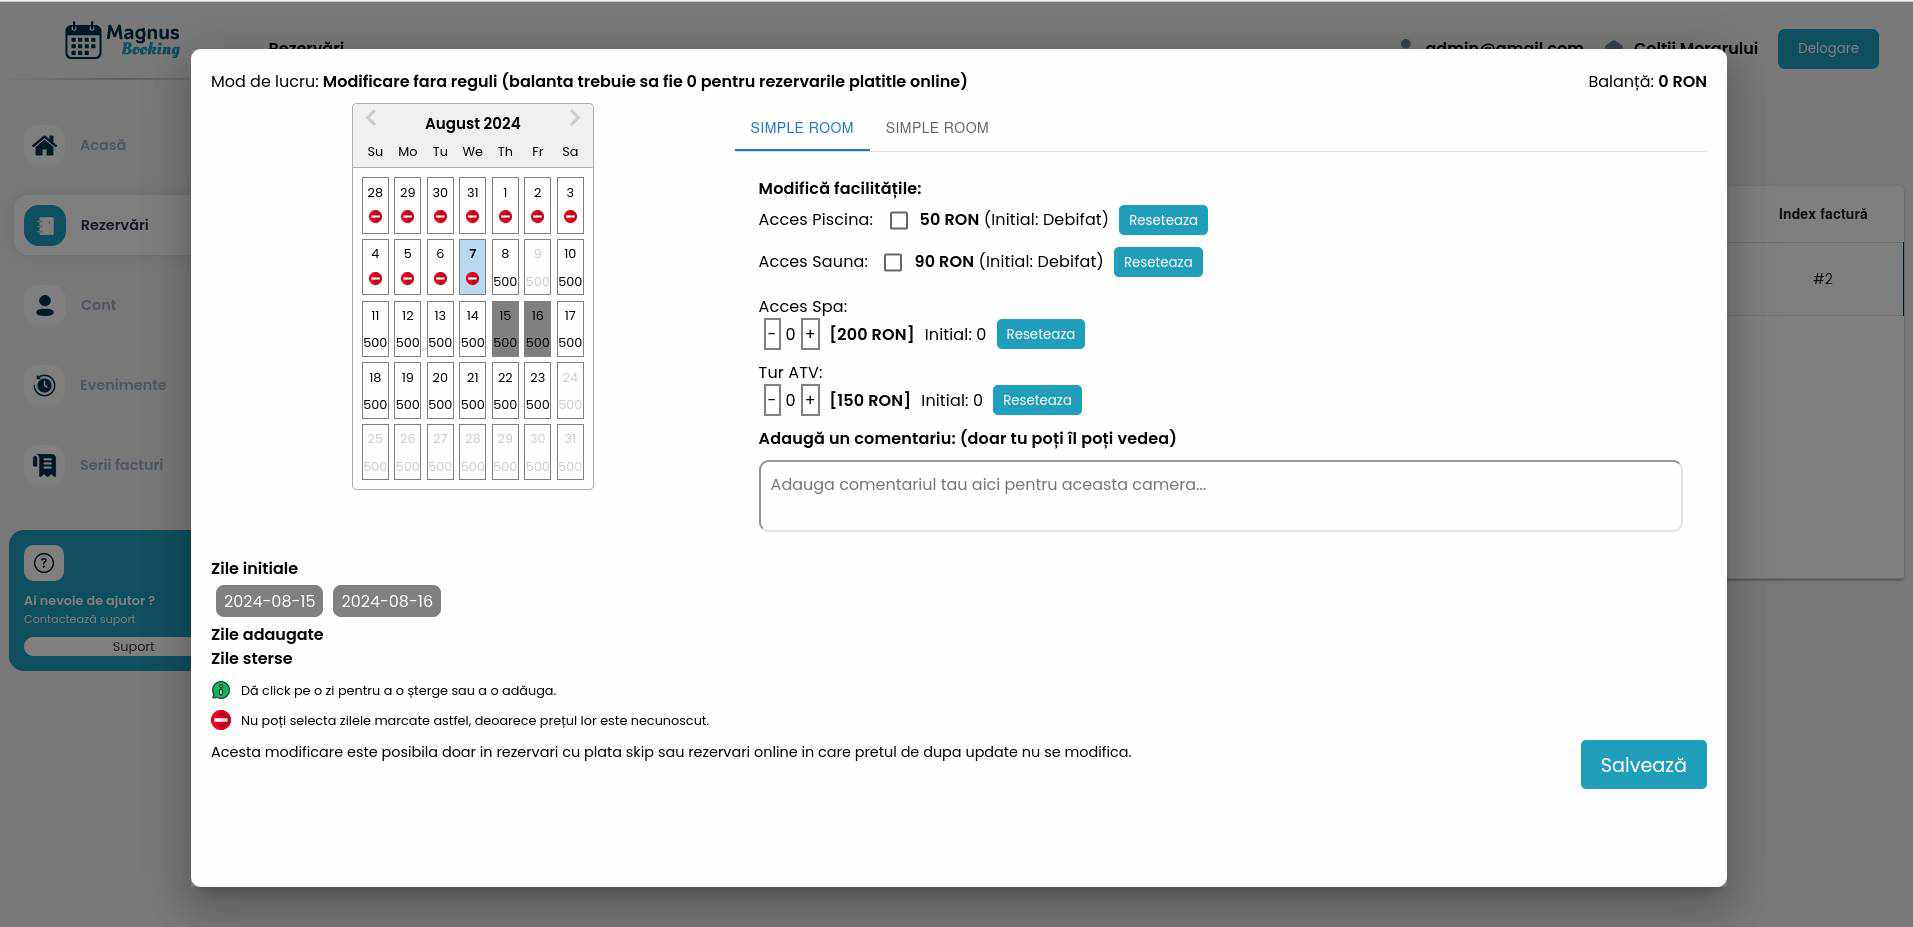 Magnus
Booking
Rezervări
admin@gmail.com
Colții Morarului
Delogare
Acasă
Rezervări
Cont
Evenimente
Serii facturi
Ai nevoie de ajutor ?
Contactează suport
Suport
Index factură
#2
Mod de lucru: Modificare fara reguli (balanta trebuie sa fie 0 pentru rezervarile platitle online)
Balanță: 0 RON
August 2024
Su Mo Tu We Th Fr Sa
28 29 30 31 1 2 3
4 5 6 7 8 9 10
500 500 500
11 12 13 14 15 16 17
500 500 500 500 500 500 500
18 19 20 21 22 23 24
500 500 500 500 500 500 500
25 26 27 28 29 30 31
500 500 500 500 500 500 500
SIMPLE ROOM SIMPLE ROOM
Modifică facilitățile:
Acces Piscina: 50 RON (Initial: Debifat) Reseteaza
Acces Sauna: 90 RON (Initial: Debifat) Reseteaza
Acces Spa:
- 0 + [200 RON] Initial: 0 Reseteaza
Tur ATV:
- 0 + [150 RON] Initial: 0 Reseteaza
Adaugă un comentariu: (doar tu poți îl poți vedea)
Adauga comentariul tau aici pentru aceasta camera...
Zile initiale
2024-08-15 2024-08-16
Zile adaugate
Zile sterse
Dă click pe o zi pentru a o șterge sau a o adăuga.
Nu poți selecta zilele marcate astfel, deoarece prețul lor este necunoscut.
Acesta modificare este posibila doar in rezervari cu plata skip sau rezervari online in care pretul de dupa update nu se modifica.
Salvează